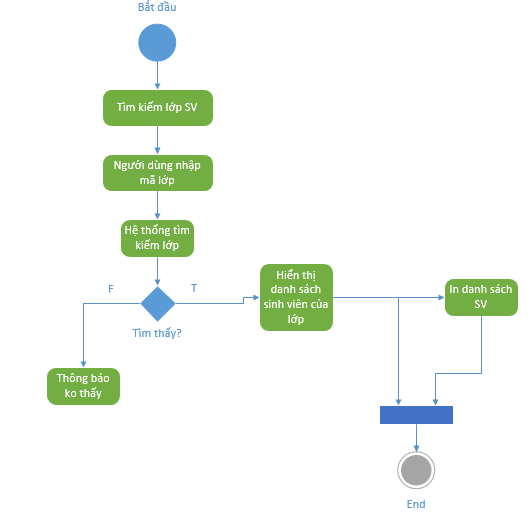 Bắt đầu
Tìm kiếm lớp SV
Người dùng nhập
mã lớp
Hệ thống tìm
kiếm lớp
F
T
Tìm thấy?
Hiển thị
danh sách
sinh viên của
lớp
In danh sách
SV
Thông báo
ko thấy
End